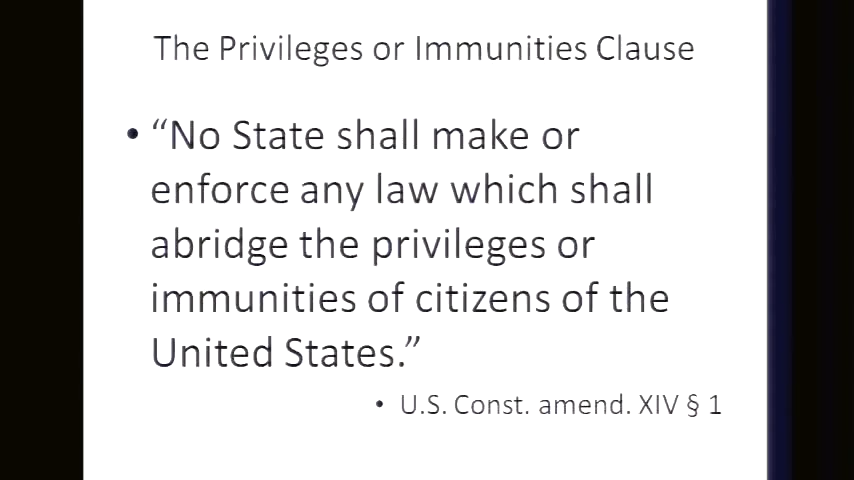 The Privileges or Immunities Clause
• “No State shall make or
enforce any law which shall
abridge the privileges or
immunities of citizens of the
United States.”
• U.S. Const. amend. XIV § 1